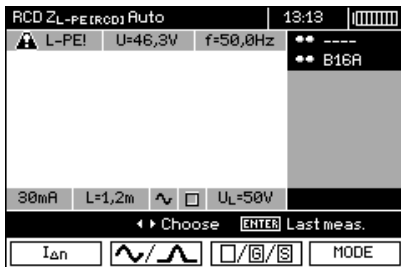 RCD ZL-PE[RCD] Auto 13:13
L-PE! U=46,3V f=50,0Hz ----
B16A
30mA L=1,2m UL=50V
Choose ENTER Last meas.
IΔn / /G/S MODE